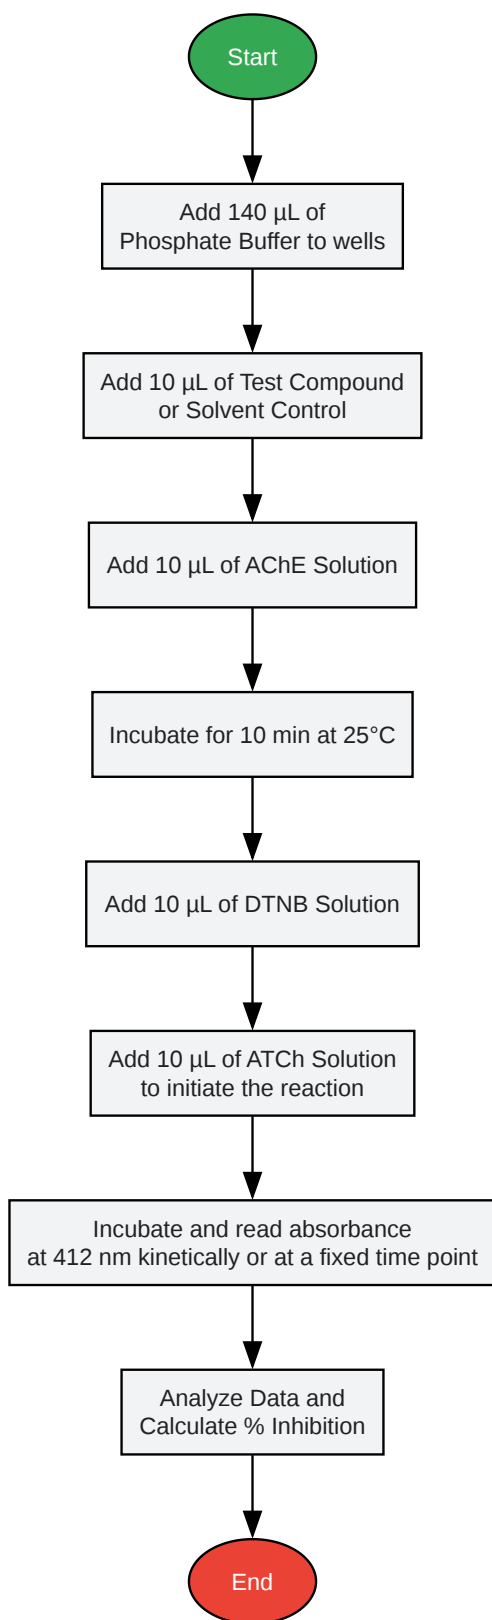 Start
Add 140 µL of
Phosphate Buffer to wells
Add 10 µL of Test Compound
or Solvent Control
Add 10 µL of AChE Solution
Incubate for 10 min at 25°C
Add 10 µL of DTNB Solution
Add 10 µL of ATCh Solution
to initiate the reaction
Incubate and read absorbance
at 412 nm kinetically or at a fixed time point
Analyze Data and
Calculate % Inhibition
End